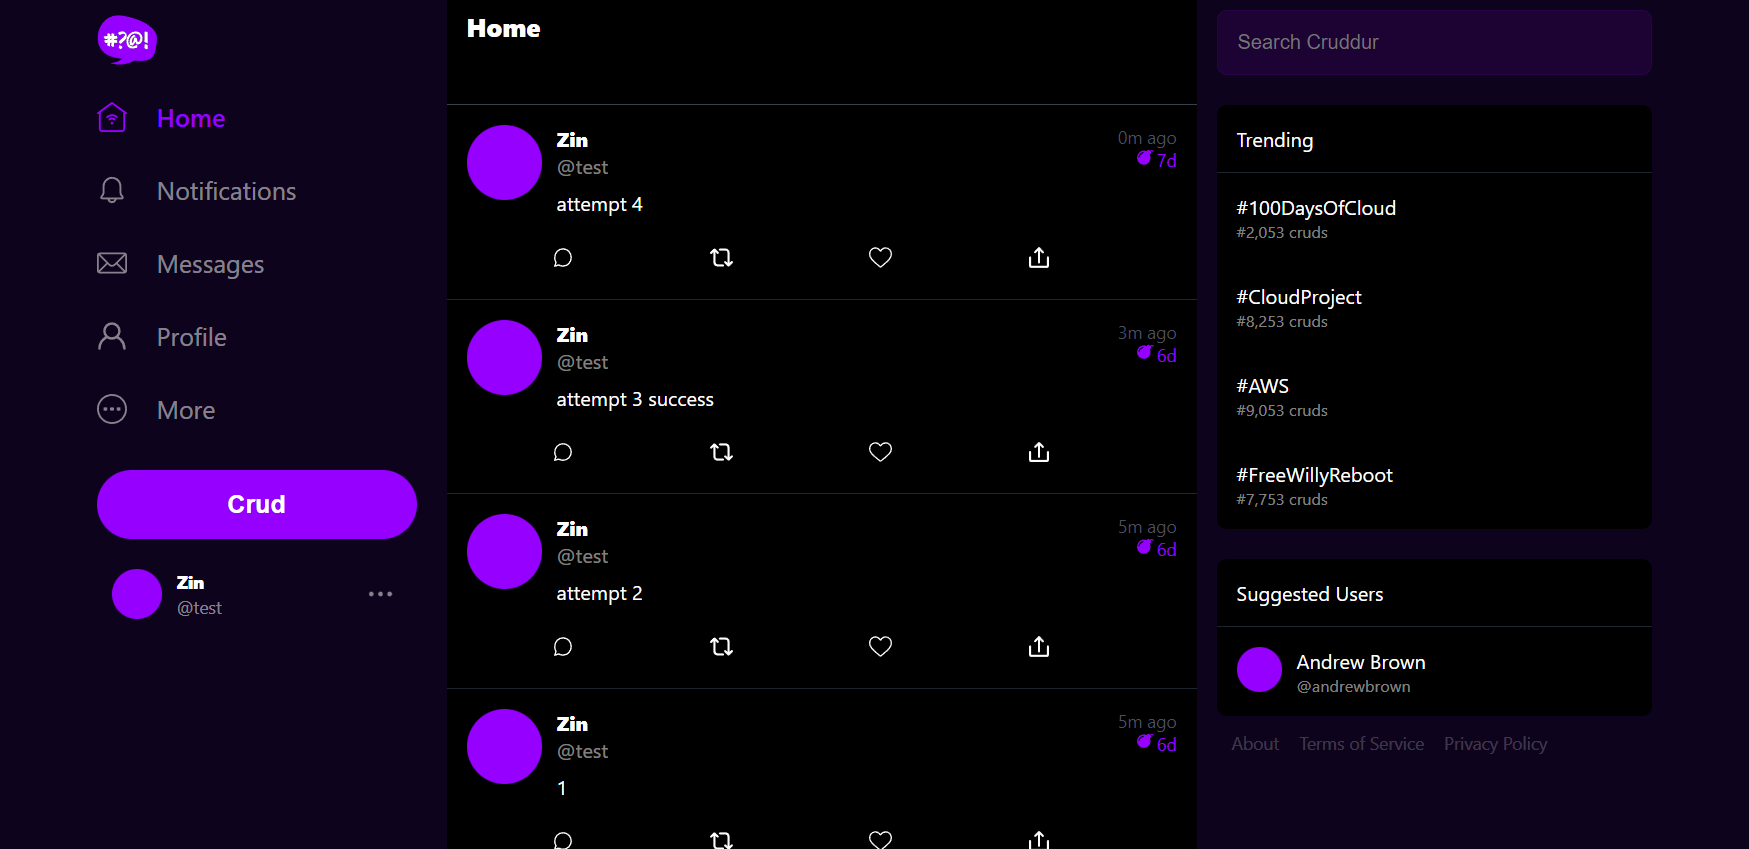 #?@!
Home
Notifications
Messages
Profile
More
Crud
Zin
@test
Home
Zin
@test
0m ago
7d
attempt 4
Zin
@test
3m ago
6d
attempt 3 success
Zin
@test
5m ago
6d
attempt 2
Zin
@test
5m ago
6d
1
Search Cruddur
Trending
#100DaysOfCloud
#2,053 cruds
#CloudProject
#8,253 cruds
#AWS
#9,053 cruds
#FreeWillyReboot
#7,753 cruds
Suggested Users
Andrew Brown
@andrewbrown
About Terms of Service Privacy Policy